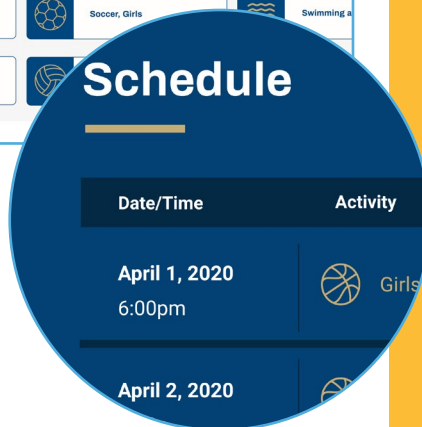 Soccer, Girls
Swimming a
Schedule
Date/Time Activity
April 1, 2020
Girls
6:00pm
April 2, 2020